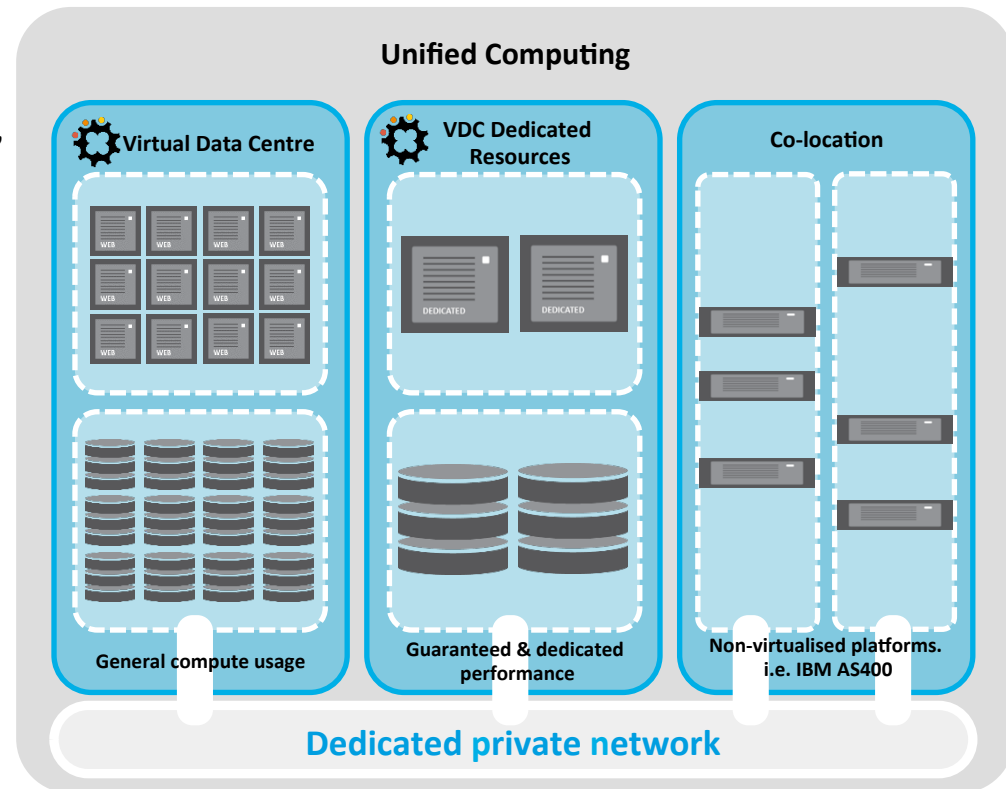 Unified Computing
Virtual Data Centre
VDC Dedicated
Resources
Co-location
WEB WEB WEB WEB
WEB WEB WEB WEB
WEB WEB WEB WEB
DEDICATED DEDICATED
General compute usage
Guaranteed & dedicated
performance
Non-virtualised platforms.
i.e. IBM AS400
Dedicated private network